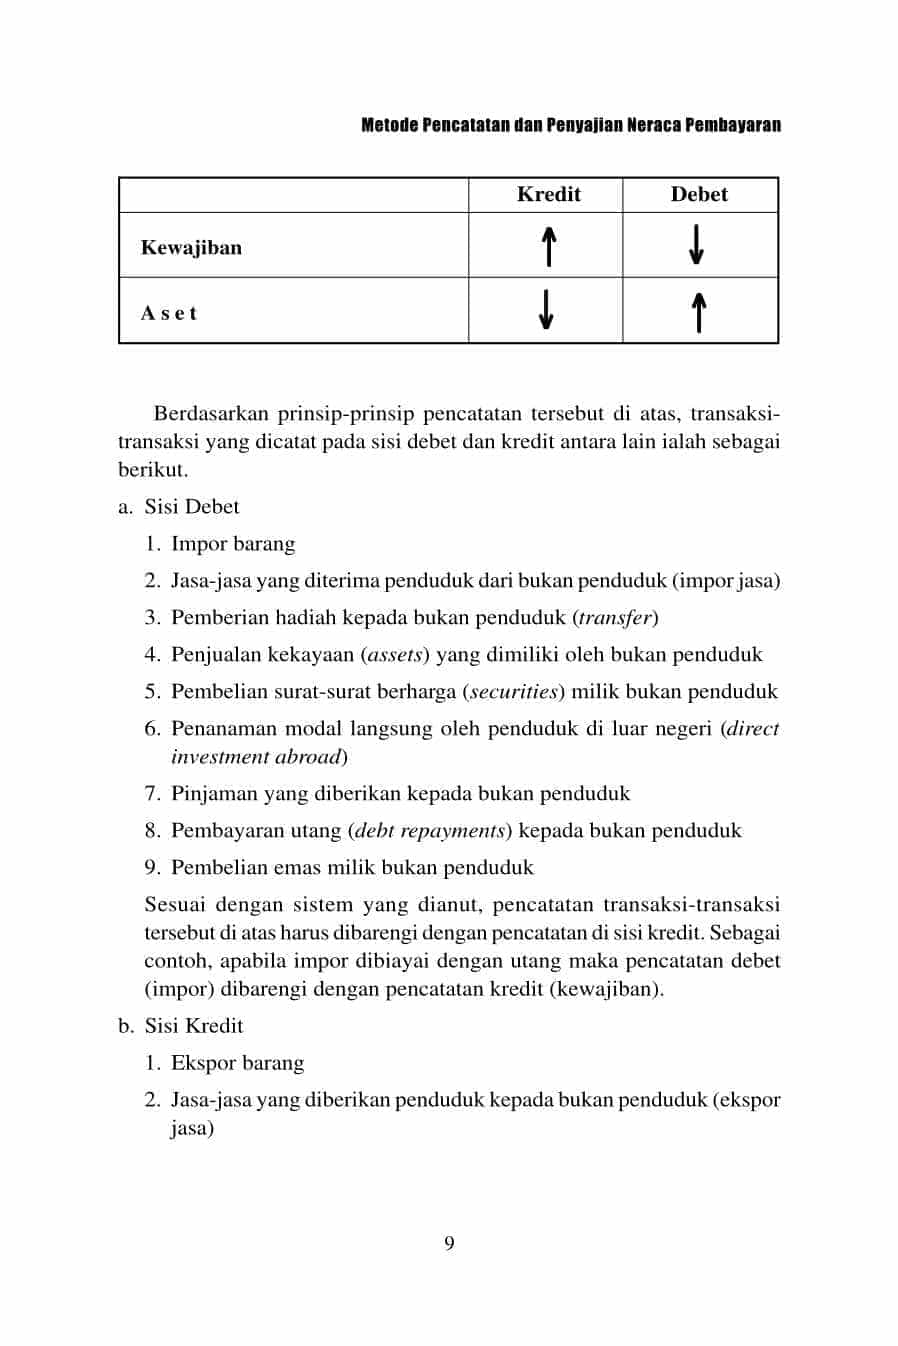 Metode Pencatatan dan Penyajian Neraca Pembayaran
Kredit Debet
Kewajiban ↑ ↓
A s e t ↓ ↑
Berdasarkan prinsip-prinsip pencatatan tersebut di atas, transaksi-
transaksi yang dicatat pada sisi debet dan kredit antara lain ialah sebagai
berikut.
a. Sisi Debet
1. Impor barang
2. Jasa-jasa yang diterima penduduk dari bukan penduduk (impor jasa)
3. Pemberian hadiah kepada bukan penduduk (transfer)
4. Penjualan kekayaan (assets) yang dimiliki oleh bukan penduduk
5. Pembelian surat-surat berharga (securities) milik bukan penduduk
6. Penanaman modal langsung oleh penduduk di luar negeri (direct
investment abroad)
7. Pinjaman yang diberikan kepada bukan penduduk
8. Pembayaran utang (debt repayments) kepada bukan penduduk
9. Pembelian emas milik bukan penduduk
Sesuai dengan sistem yang dianut, pencatatan transaksi-transaksi
tersebut di atas harus dibarengi dengan pencatatan di sisi kredit. Sebagai
contoh, apabila impor dibiayai dengan utang maka pencatatan debet
(impor) dibarengi dengan pencatatan kredit (kewajiban).
b. Sisi Kredit
1. Ekspor barang
2. Jasa-jasa yang diberikan penduduk kepada bukan penduduk (ekspor
jasa)
9